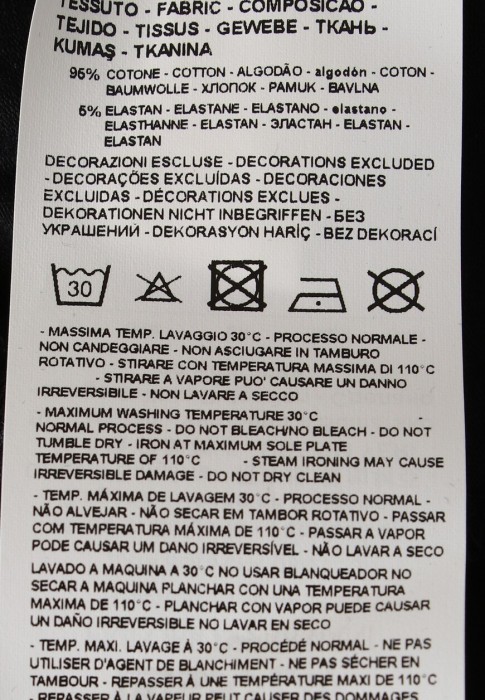 TESSUTO - FABRIC - COMPOSICAO -
TEJIDO - TISSUS - GEWEBE - ТКАНЬ -
KUMAŞ - TKANINA
95% COTONE - COTTON - ALGODÃO - algodón - COTON -
BAUMWOLLE - ХЛОПОК - PAMUK - BAVLNA
5% ELASTAN - ELASTANE - ELASTANO - elastano -
ELASTHANNE - ELASTAN - ЭЛАСТАН - ELASTAN -
ELASTAN
DECORAZIONI ESCLUSE - DECORATIONS EXCLUDED
- DECORAÇÕES EXCLUÍDAS - DECORACIONES
EXCLUIDAS - DÉCORATIONS EXCLUES -
DEKORATIONEN NICHT INBEGRIFFEN - БЕЗ
УКРАШЕНИЙ - DEKORASYON HARİÇ - BEZ DEKORACÍ
30
- MASSIMA TEMP. LAVAGGIO 30°C - PROCESSO NORMALE -
NON CANDEGGIARE - NON ASCIUGARE IN TAMBURO
ROTATIVO - STIRARE CON TEMPERATURA MASSIMA DI 110°C
- STIRARE A VAPORE PUO' CAUSARE UN DANNO
IRREVERSIBILE - NON LAVARE A SECCO
- MAXIMUM WASHING TEMPERATURE 30°C -
NORMAL PROCESS - DO NOT BLEACH/NO BLEACH - DO NOT
TUMBLE DRY - IRON AT MAXIMUM SOLE PLATE
TEMPERATURE OF 110°C - STEAM IRONING MAY CAUSE
IRREVERSIBLE DAMAGE - DO NOT DRY CLEAN
- TEMP. MÁXIMA DE LAVAGEM 30°C - PROCESSO NORMAL -
NÃO ALVEJAR - NÃO SECAR EM TAMBOR ROTATIVO - PASSAR
COM TEMPERATURA MÁXIMA DE 110°C - PASSAR A VAPOR
PODE CAUSAR UM DANO IRREVERSÍVEL - NÃO LAVAR A SECO
LAVADO A MAQUINA A 30°C NO USAR BLANQUEADOR NO
SECAR A MAQUINA PLANCHAR CON UNA TEMPERATURA
MAXIMA DE 110°C - PLANCHAR CON VAPOR PUEDE CAUSAR
UN DAÑO IRREVERSIBLE NO LAVAR EN SECO
- TEMP. MAXI. LAVAGE À 30°C - PROCÉDÉ NORMAL - NE PAS
UTILISER D'AGENT DE BLANCHIMENT - NE PAS SÉCHER EN
TAMBOUR - REPASSER À UNE TEMPÉRATURE MAXI DE 110°C
- REPASSER À LA VAPEUR PEUT CAUSER DES DOMMAGES